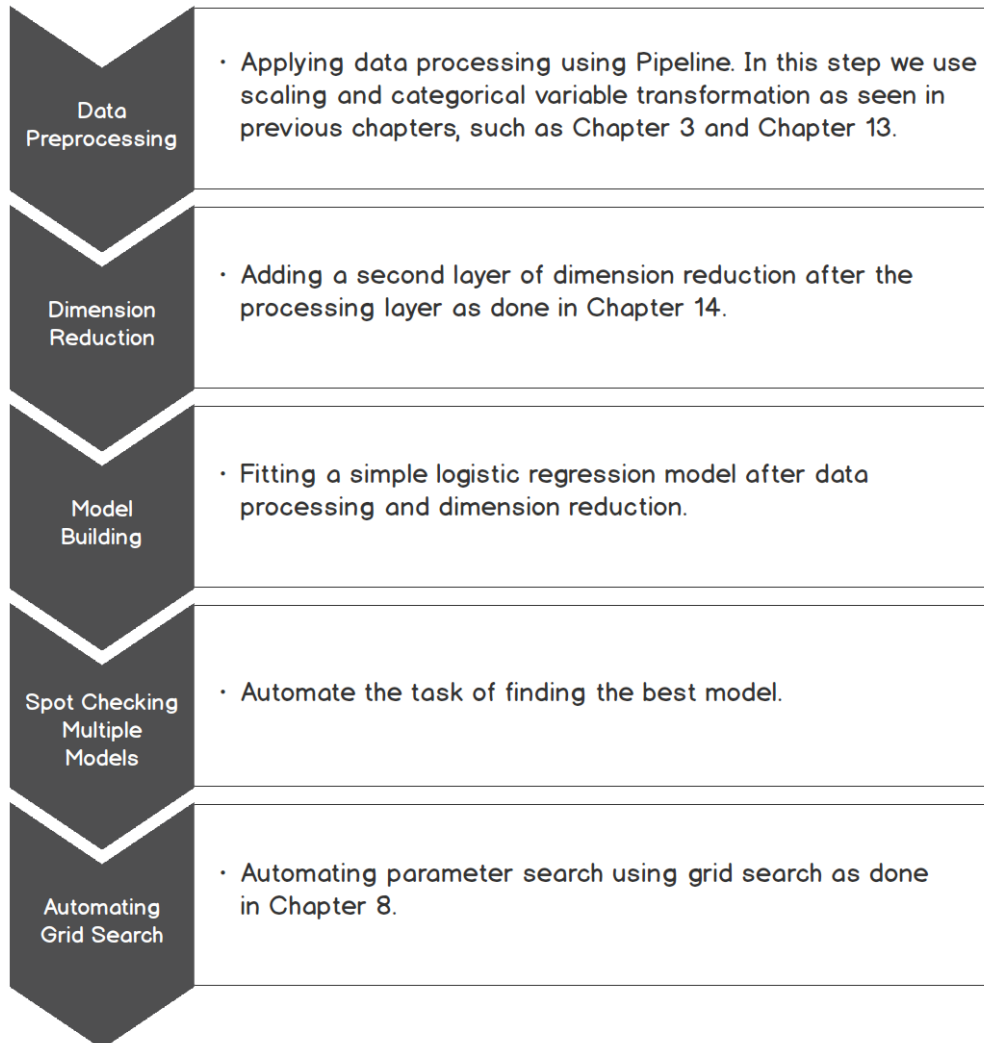 Data
Preprocessing
· Applying data processing using Pipeline. In this step we use
scaling and categorical variable transformation as seen in
previous chapters, such as Chapter 3 and Chapter 13.
Dimension
Reduction
· Adding a second layer of dimension reduction after the
processing layer as done in Chapter 14.
Model
Building
· Fitting a simple logistic regression model after data
processing and dimension reduction.
Spot Checking
Multiple
Models
· Automate the task of finding the best model.
Automating
Grid Search
· Automating parameter search using grid search as done
in Chapter 8.